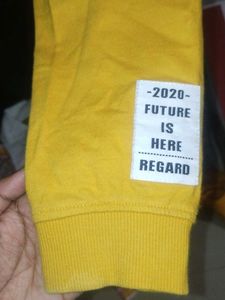 -2020-
FUTURE
IS
HERE
REGARD